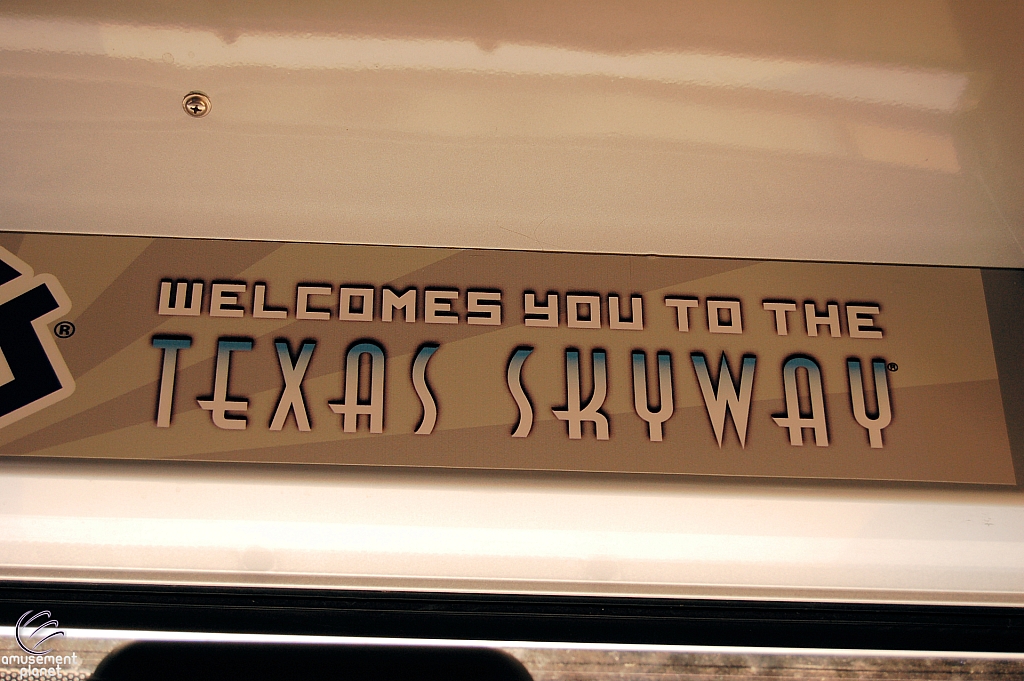 ®
WELCOMES YOU TO THE
TEXAS SKYWAY®
amusement
planet